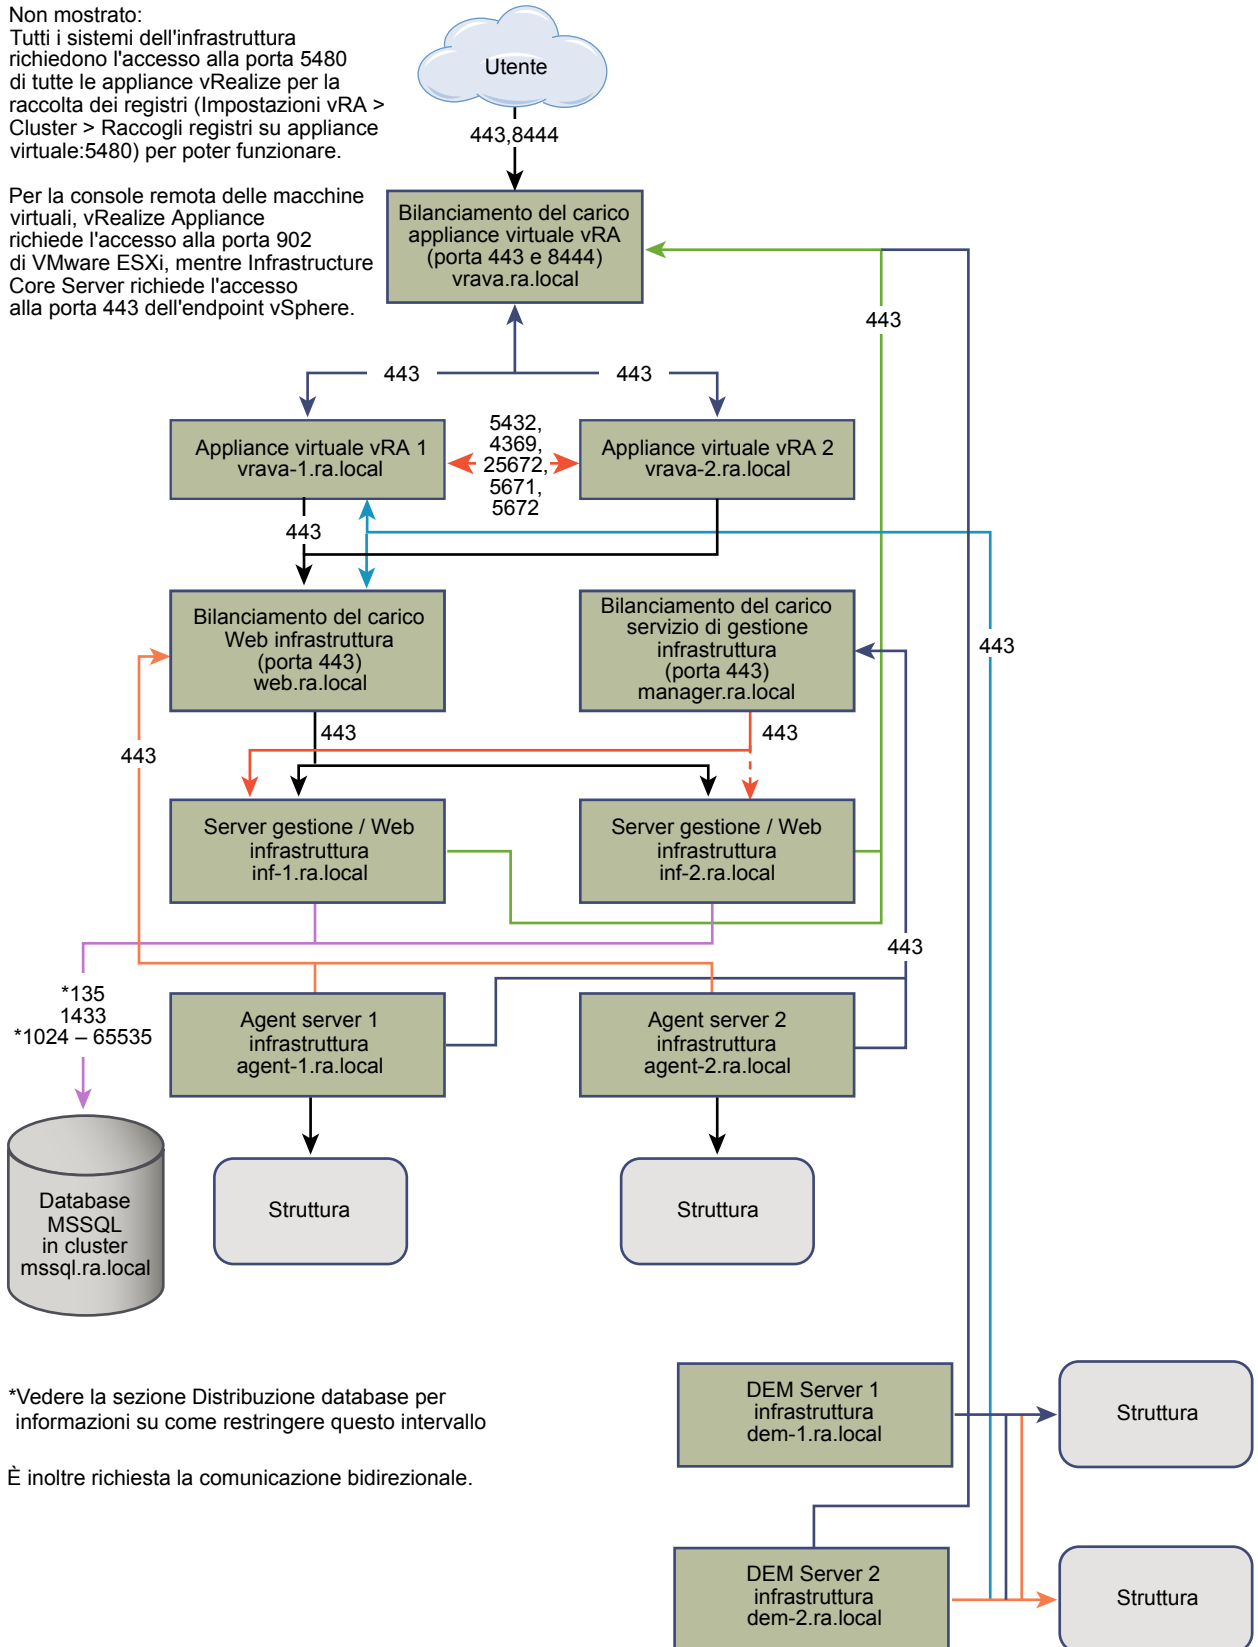 Non mostrato:
Tutti i sistemi dell'infrastruttura
richiedono l'accesso alla porta 5480
di tutte le appliance vRealize per la
raccolta dei registri (Impostazioni vRA >
Cluster > Raccogli registri su appliance
virtuale:5480) per poter funzionare.
Per la console remota delle macchine
virtuali, vRealize Appliance
richiede l'accesso alla porta 902
di VMware ESXi, mentre Infrastructure
Core Server richiede l'accesso
alla porta 443 dell'endpoint vSphere.
Utente
443,8444
Bilanciamento del carico
appliance virtuale vRA
(porta 443 e 8444)
vrava.ra.local
443
443
443
Appliance virtuale vRA 1
vrava-1.ra.local
5432,
4369,
25672,
5671,
5672
Appliance virtuale vRA 2
vrava-2.ra.local
443
Bilanciamento del carico
Web infrastruttura
(porta 443)
web.ra.local
Bilanciamento del carico
servizio di gestione
infrastruttura
(porta 443)
manager.ra.local
443
443
443
443
Server gestione / Web
infrastruttura
inf-1.ra.local
Server gestione / Web
infrastruttura
inf-2.ra.local
443
*135
1433
*1024 – 65535
Agent server 1
infrastruttura
agent-1.ra.local
Agent server 2
infrastruttura
agent-2.ra.local
Database
MSSQL
in cluster
mssql.ra.local
Struttura
Struttura
*Vedere la sezione Distribuzione database per
informazioni su come restringere questo intervallo
È inoltre richiesta la comunicazione bidirezionale.
DEM Server 1
infrastruttura
dem-1.ra.local
Struttura
DEM Server 2
infrastruttura
dem-2.ra.local
Struttura